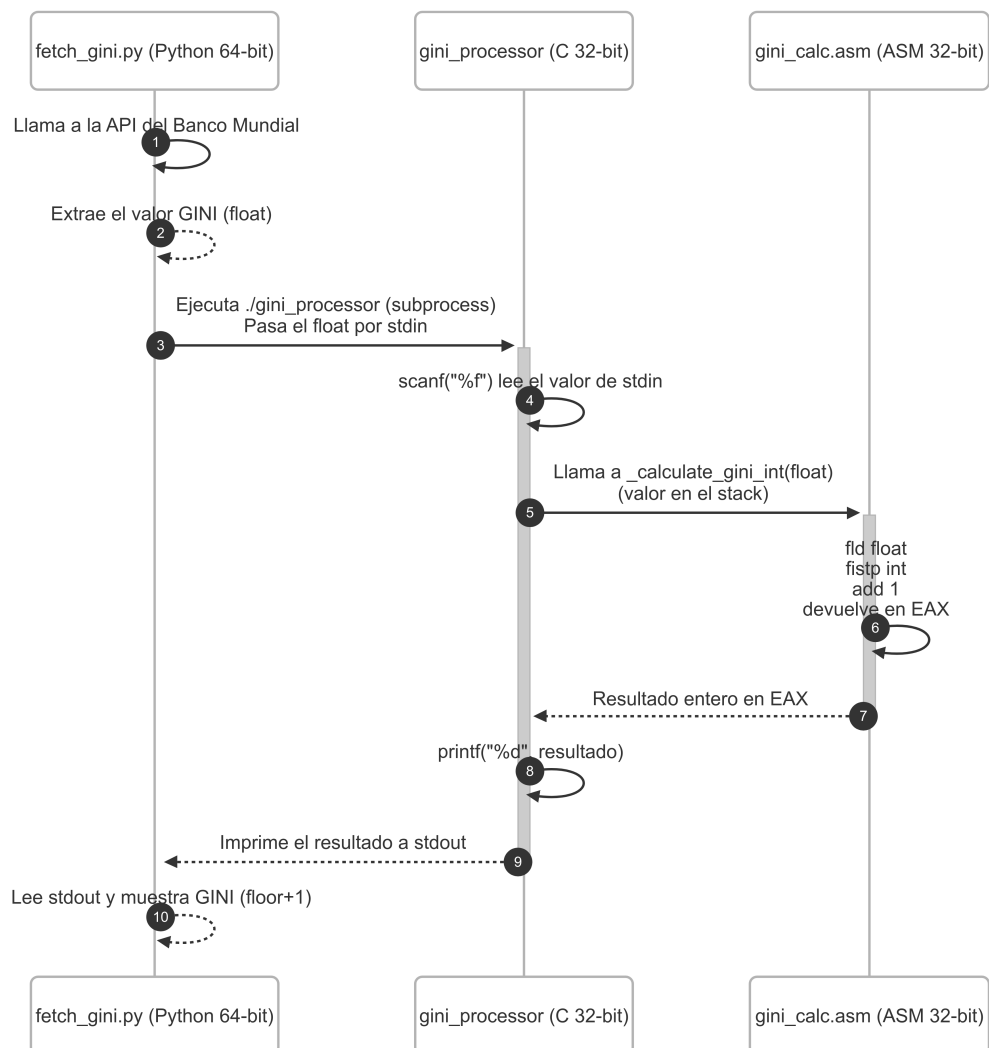 fetch_gini.py (Python 64-bit)
gini_processor (C 32-bit)
gini_calc.asm (ASM 32-bit)
Llama a la API del Banco Mundial
1
Extrae el valor GINI (float)
2
Ejecuta ./gini_processor (subprocess)
Pasa el float por stdin
3
scanf("%f") lee el valor de stdin
4
Llama a _calculate_gini_int(float)
(valor en el stack)
5
fld float
fistp int
add 1
devuelve en EAX
6
Resultado entero en EAX
7
printf("%d", resultado)
8
Imprime el resultado a stdout
9
Lee stdout y muestra GINI (floor+1)
10
fetch_gini.py (Python 64-bit)
gini_processor (C 32-bit)
gini_calc.asm (ASM 32-bit)